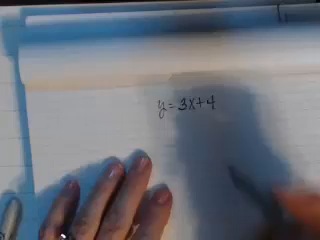 y = 3x + 4